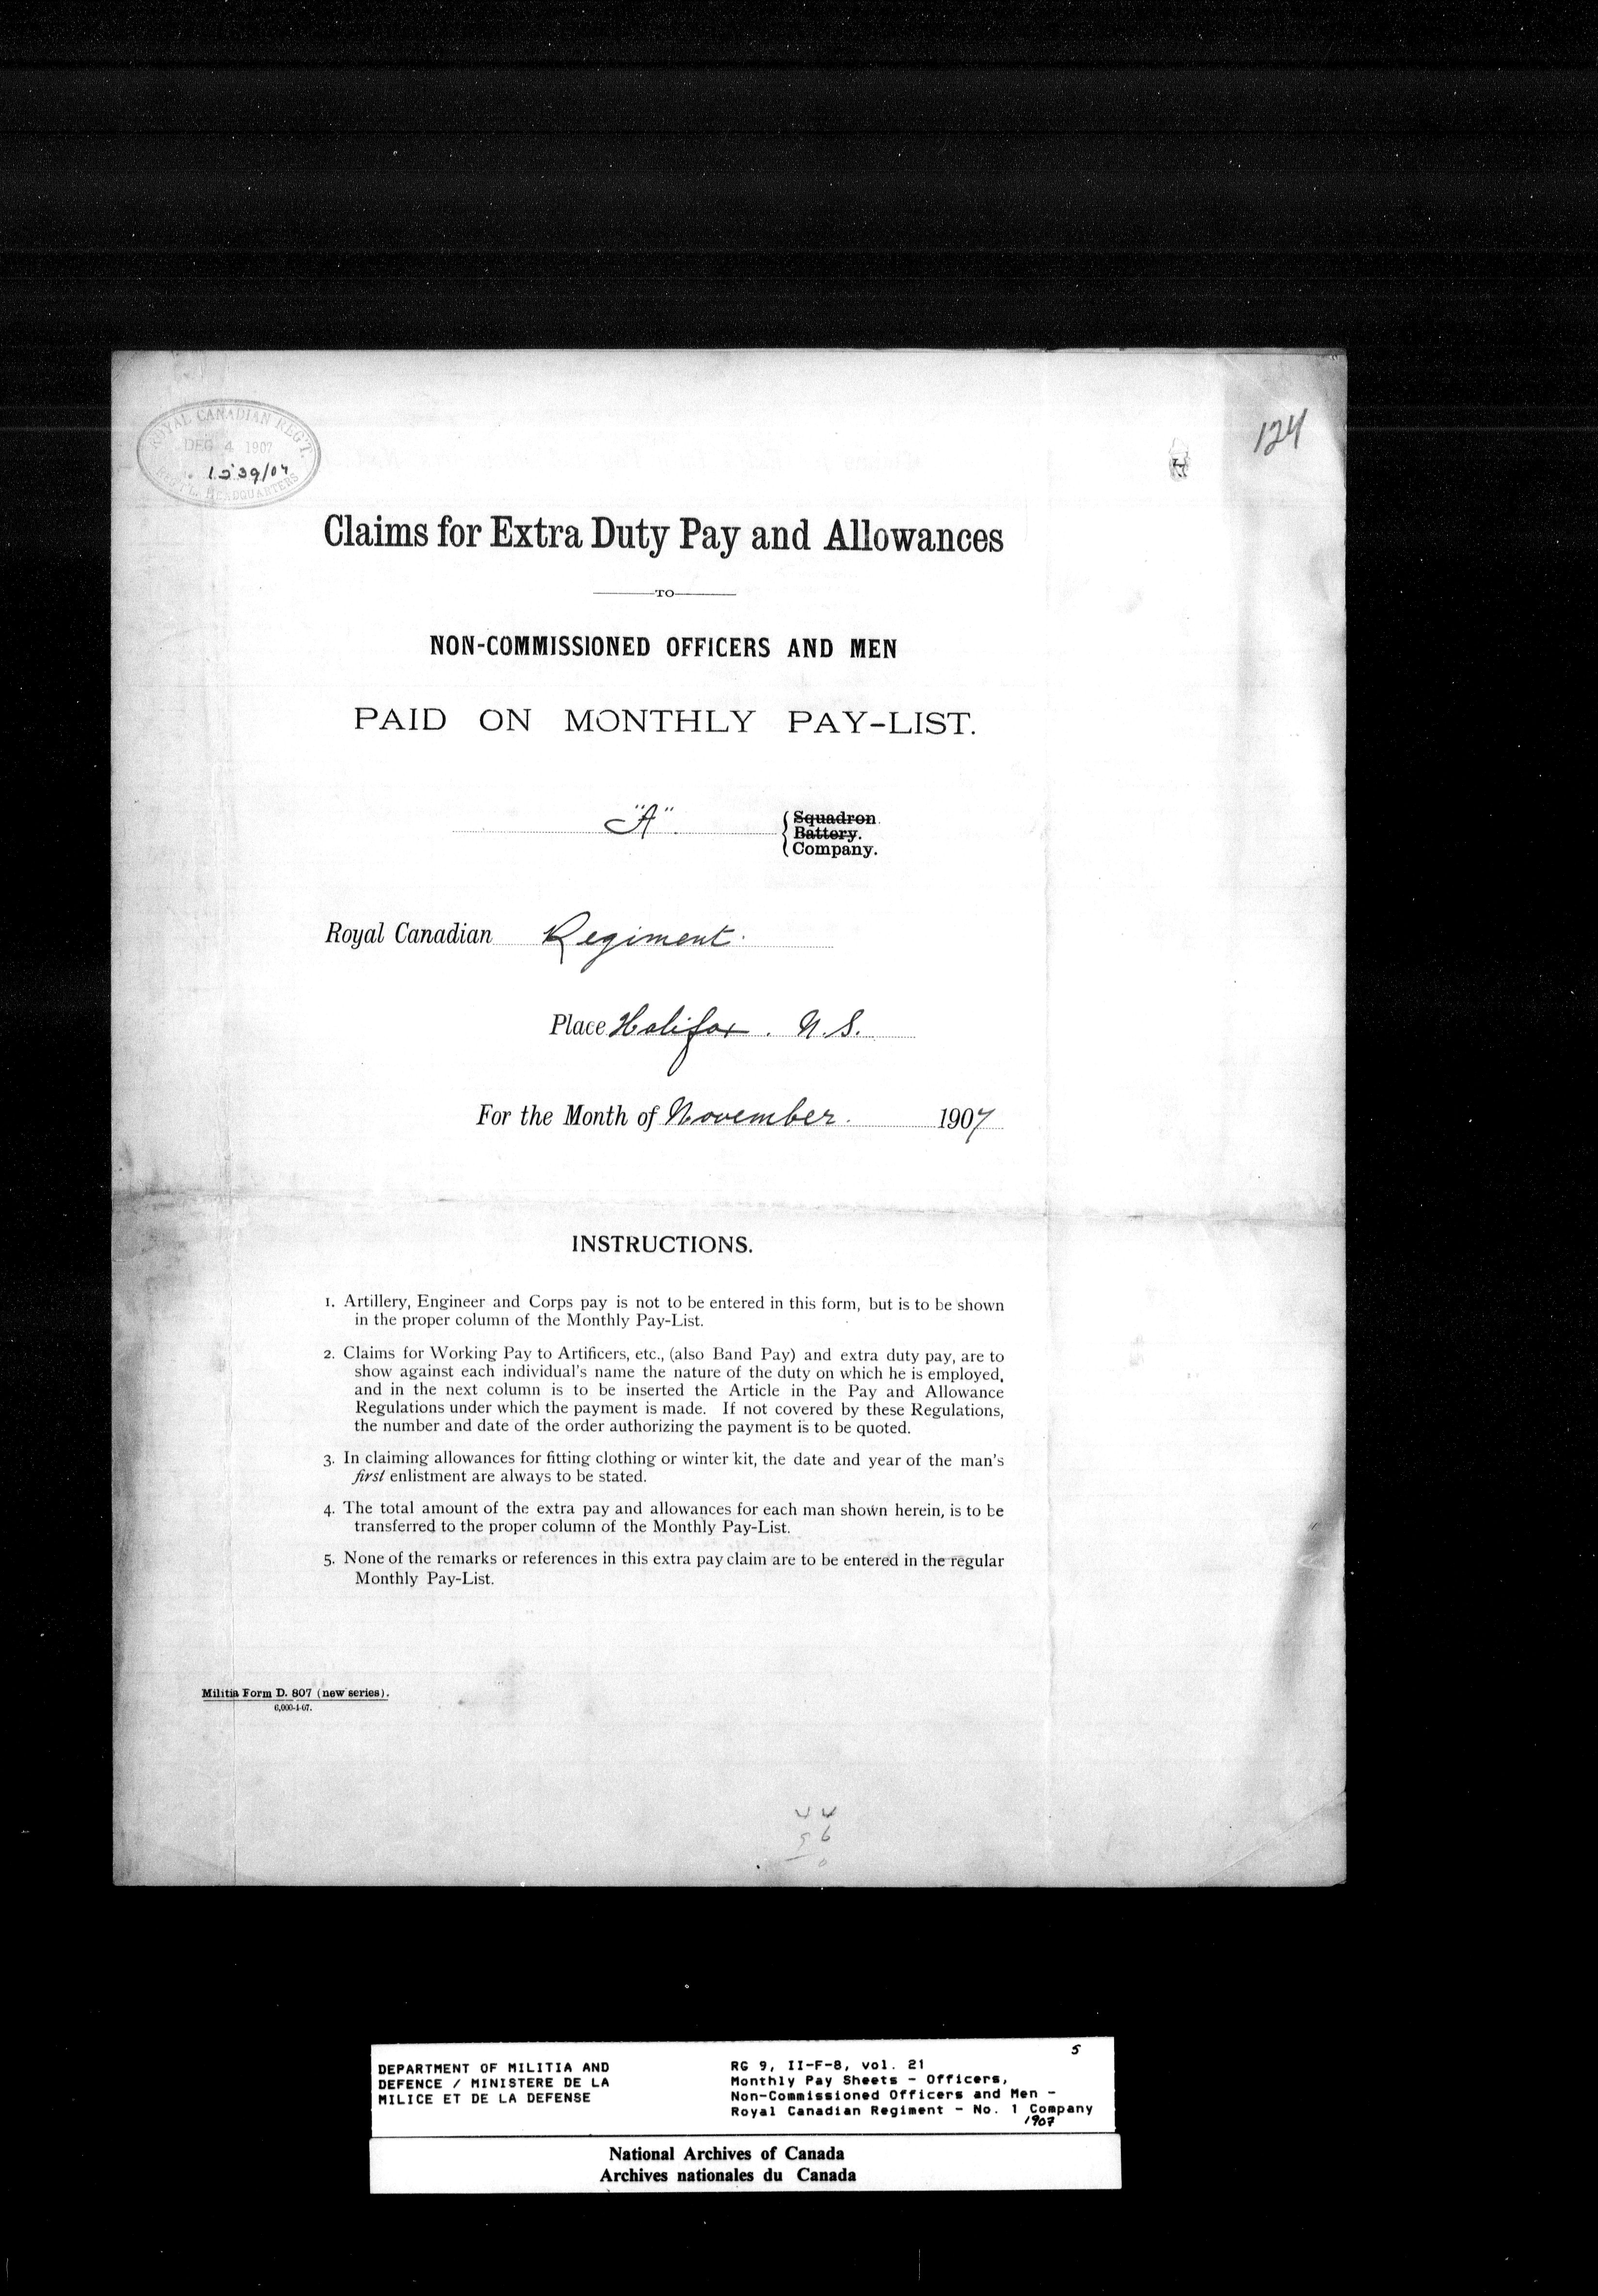 ROYAL CANADIAN REG'T.
DEC 4 1907
REGT'L. HEADQUARTERS
124
Claims for Extra Duty Pay and Allowances
TO
NON-COMMISSIONED OFFICERS AND MEN
PAID ON MONTHLY PAY-LIST.
"A" { Squadron.
Battery.
Company.
Royal Canadian Regiment.
Place Halifax. N.S.
For the Month of November. 1907
INSTRUCTIONS.
1. Artillery, Engineer and Corps pay is not to be entered in this form, but is to be shown
in the proper column of the Monthly Pay-List.
2. Claims for Working Pay to Artificers, etc., (also Band Pay) and extra duty pay, are to
show against each individual's name the nature of the duty on which he is employed,
and in the next column is to be inserted the Article in the Pay and Allowance
Regulations under which the payment is made. If not covered by these Regulations,
the number and date of the order authorizing the payment is to be quoted.
3. In claiming allowances for fitting clothing or winter kit, the date and year of the man's
first enlistment are always to be stated.
4. The total amount of the extra pay and allowances for each man shown herein, is to be
transferred to the proper column of the Monthly Pay-List.
5. None of the remarks or references in this extra pay claim are to be entered in the regular
Monthly Pay-List.
Militia Form D. 807 (new series).
6,000-4-07.
5
DEPARTMENT OF MILITIA AND
DEFENCE / MINISTERE DE LA
MILICE ET DE LA DEFENSE
RG 9, II-F-8, vol. 21
Monthly Pay Sheets - Officers,
Non-Commissioned Officers and Men -
Royal Canadian Regiment - No. 1 Company
1907
National Archives of Canada
Archives nationales du Canada